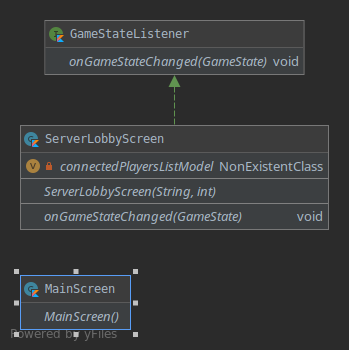 GameStateListener
onGameStateChanged(GameState) void
ServerLobbyScreen
V connectedPlayersListModel NonExistentClass
ServerLobbyScreen(String, int)
onGameStateChanged(GameState) void
MainScreen
MainScreen()
Powered by yFiles